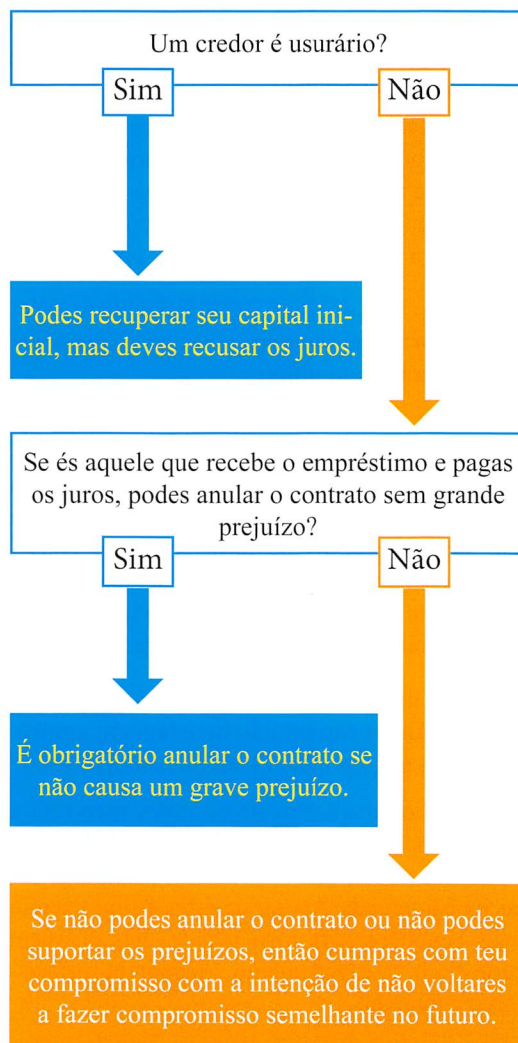 Um credor é usurário?
Sim
Não
Podes recuperar seu capital ini-
cial, mas deves recusar os juros.
Se és aquele que recebe o empréstimo e pagas
os juros, podes anular o contrato sem grande
prejuízo?
Sim
Não
É obrigatório anular o contrato se
não causa um grave prejuízo.
Se não podes anular o contrato ou não podes
suportar os prejuízos, então cumpras com teu
compromisso com a intenção de não voltares
a fazer compromisso semelhante no futuro.